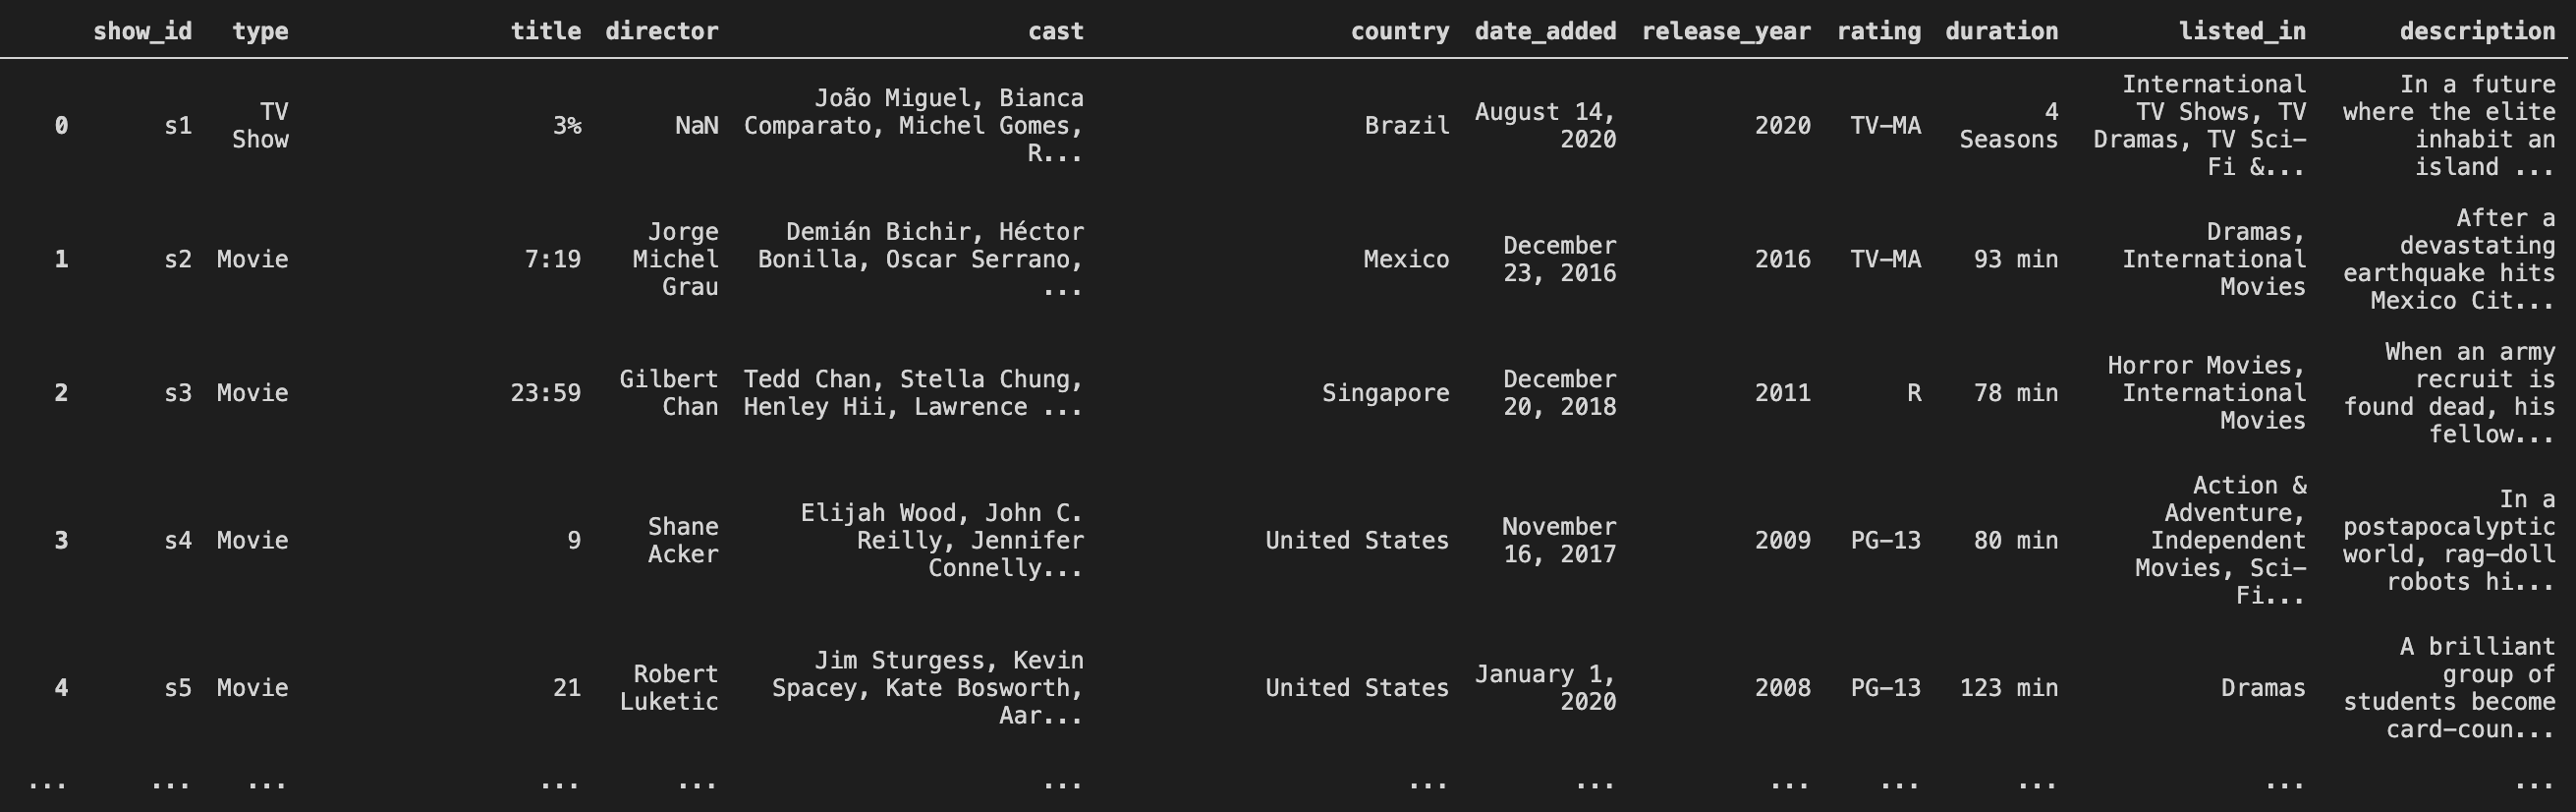 show_id type title director cast country date_added release_year rating duration listed_in description
0 s1 TV Show 3% NaN João Miguel, Bianca Comparato, Michel Gomes, R... Brazil August 14, 2020 2020 TV-MA 4 Seasons International TV Shows, TV Dramas, TV Sci-Fi &... In a future where the elite inhabit an island ...
1 s2 Movie 7:19 Jorge Michel Grau Demián Bichir, Héctor Bonilla, Oscar Serrano, ... Mexico December 23, 2016 2016 TV-MA 93 min Dramas, International Movies After a devastating earthquake hits Mexico Cit...
2 s3 Movie 23:59 Gilbert Chan Tedd Chan, Stella Chung, Henley Hii, Lawrence ... Singapore December 20, 2018 2011 R 78 min Horror Movies, International Movies When an army recruit is found dead, his fellow...
3 s4 Movie 9 Shane Acker Elijah Wood, John C. Reilly, Jennifer Connelly... United States November 16, 2017 2009 PG-13 80 min Action & Adventure, Independent Movies, Sci-Fi... In a postapocalyptic world, rag-doll robots hi...
4 s5 Movie 21 Robert Luketic Jim Sturgess, Kevin Spacey, Kate Bosworth, Aar... United States January 1, 2020 2008 PG-13 123 min Dramas A brilliant group of students become card-coun...
... ... ... ... ... ... ... ... ... ... ... ... ...